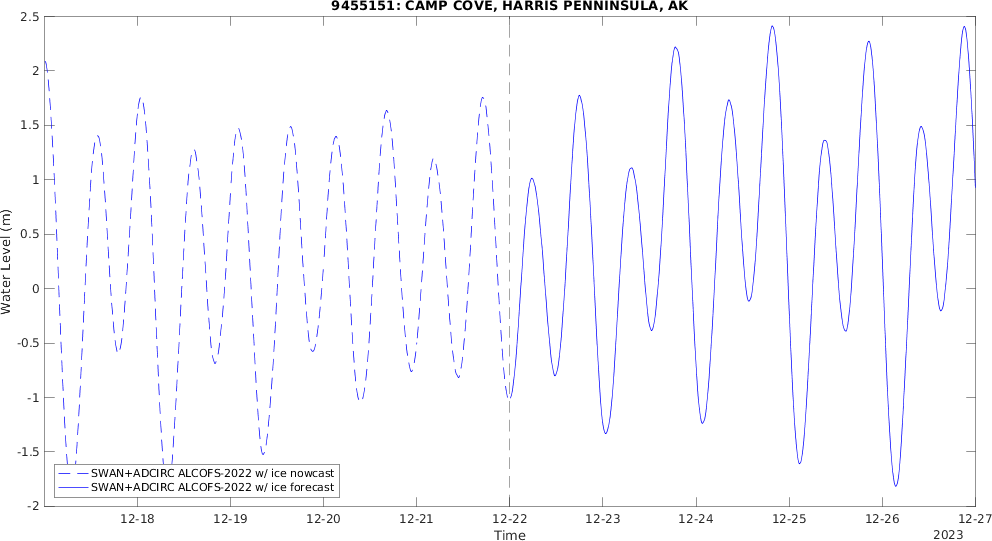 9455151: CAMP COVE, HARRIS PENNINSULA, AK
2.5
2
1.5
1
0.5
0
-0.5
-1
-1.5
-2
Water Level (m)
SWAN+ADCIRC ALCOFS-2022 w/ ice nowcast
SWAN+ADCIRC ALCOFS-2022 w/ ice forecast
12-18 12-19 12-20 12-21 12-22 12-23 12-24 12-25 12-26 12-27
Time
2023